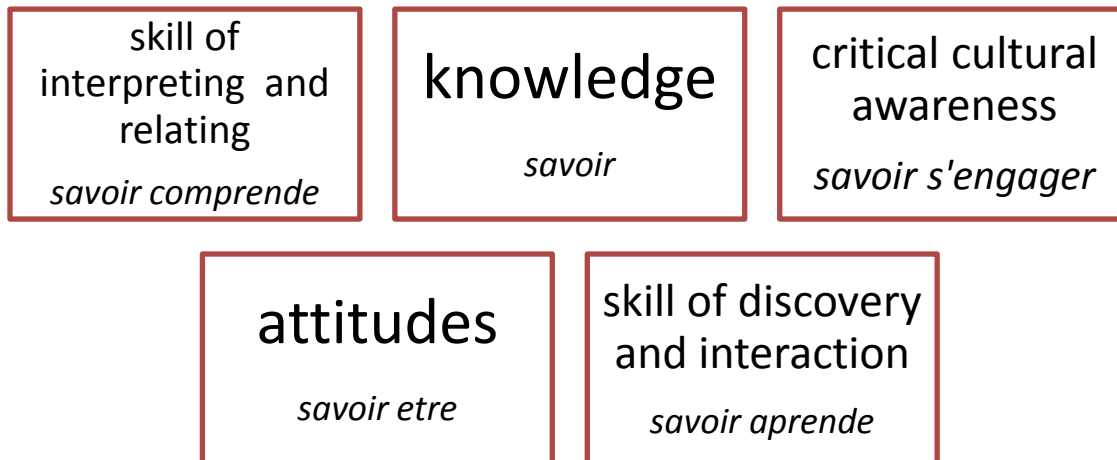 skill of
interpreting and
relating
savoir comprende
knowledge
savoir
critical cultural
awareness
savoir s'engager
attitudes
savoir etre
skill of discovery
and interaction
savoir aprende